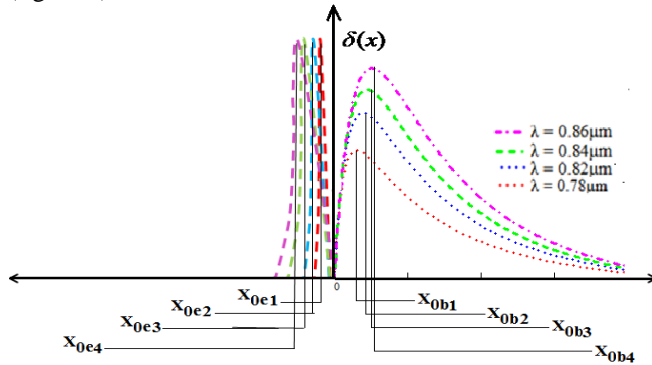 δ(x)
λ = 0.86μm
λ = 0.84μm
λ = 0.82μm
λ = 0.78μm
0
x0e1
x0e2
x0e3
x0e4
x0b1
x0b2
x0b3
x0b4